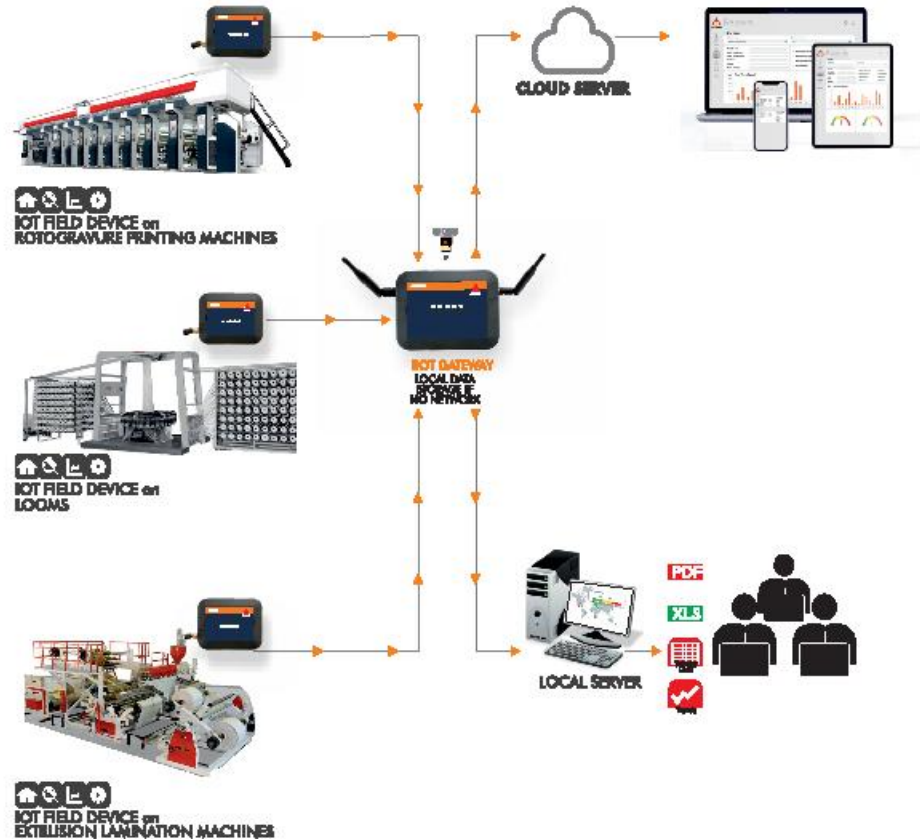 CLOUD SERVER
IOT FIELD DEVICE on
ROTOGRAVURE PRINTING MACHINES
IIOT GATEWAY
LOCAL DATA
STORAGE IF
NO NETWORK
IOT FIELD DEVICE on
LOOMS
PDF
XLS
LOCAL SERVER
IOT FIELD DEVICE on
EXTRUSION LAMINATION MACHINES